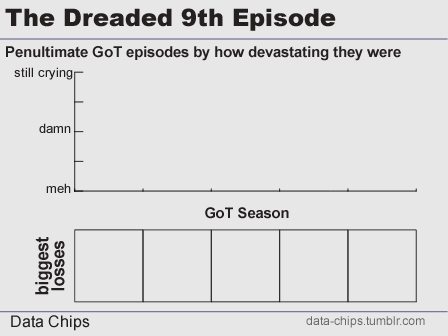 The Dreaded 9th Episode
Penultimate GoT episodes by how devastating they were
still crying
damn
meh
GoT Season
biggest
losses
Data Chips
data-chips.tumblr.com